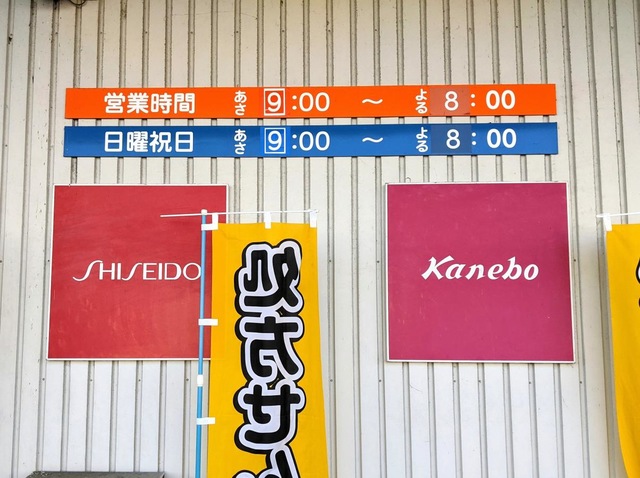 営業時間 あさ 9:00 ～ よる 8:00
日曜祝日 あさ 9:00 ～ よる 8:00
SHISEIDO
Kanebo